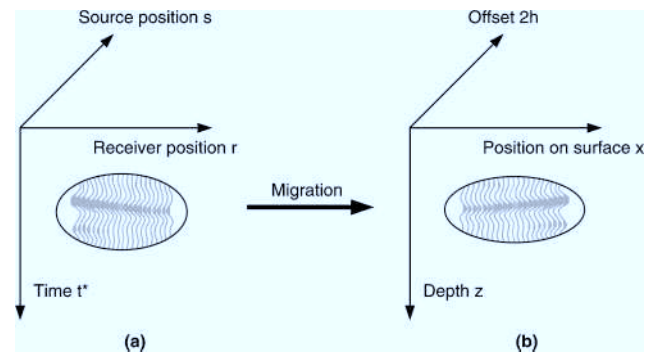 Source position s
Offset 2h
Receiver position r
Position on surface x
Migration
Time t*
Depth z
(a)
(b)